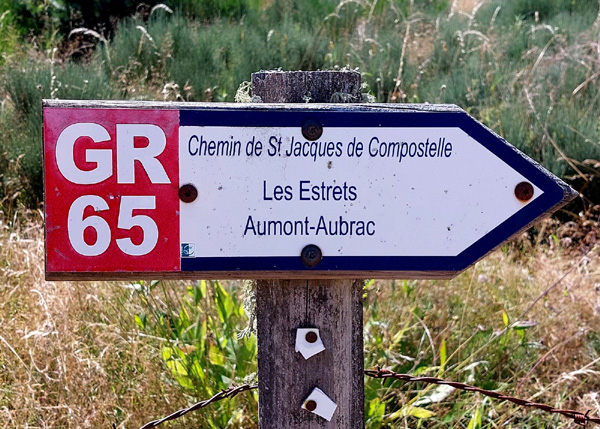 GR
65
Chemin de St Jacques de Compostelle
Les Estrets
Aumont-Aubrac